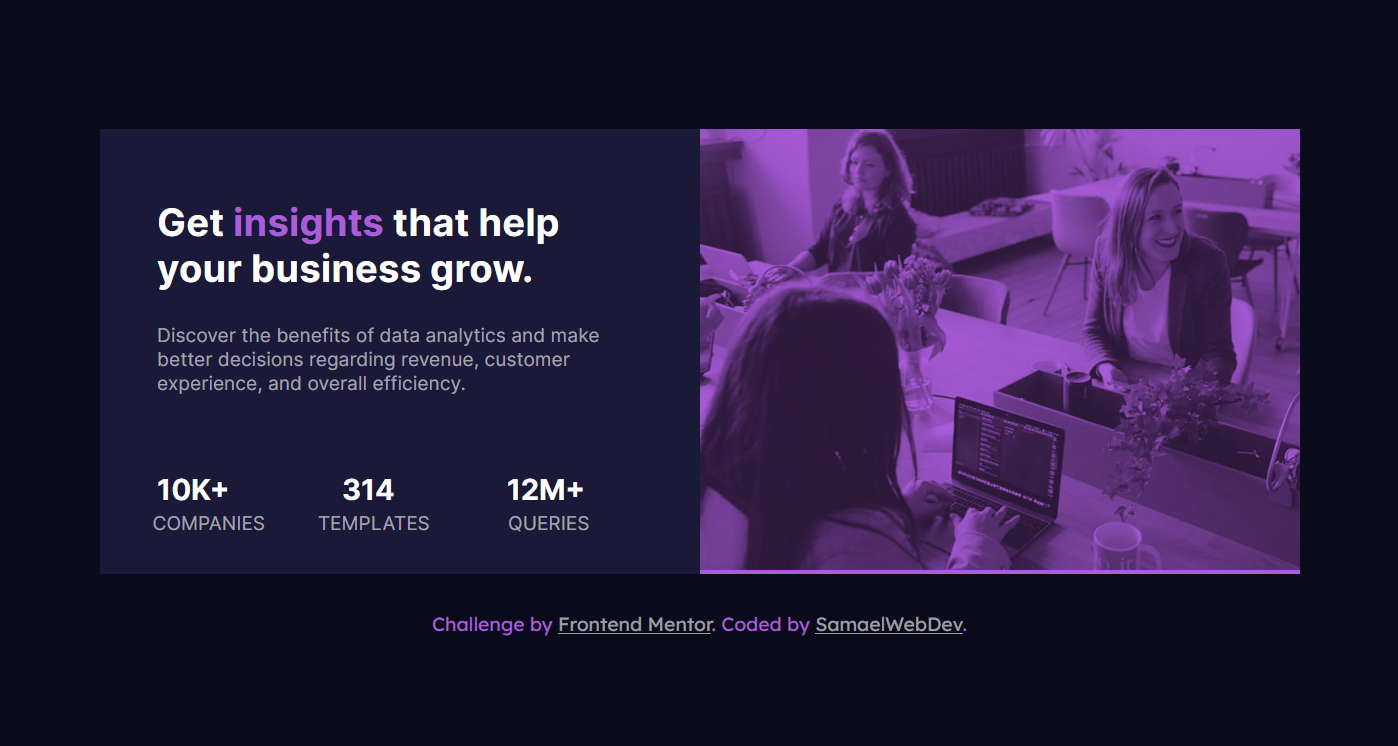 Get insights that help
your business grow.
Discover the benefits of data analytics and make
better decisions regarding revenue, customer
experience, and overall efficiency.
10K+ 314 12M+
COMPANIES TEMPLATES QUERIES
Challenge by Frontend Mentor. Coded by SamaelWebDev.